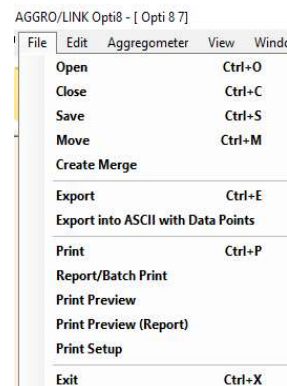 AGGRO/LINK Opti8 - [ Opti 8 7]
File Edit Aggregometer View
Open Ctrl+O
Close Ctrl+C
Save Ctrl+S
Move Ctrl+M
Create Merge
Export Ctrl+E
Export into ASCII with Data Points
Print Ctrl+P
Report/Batch Print
Print Preview
Print Preview (Report)
Print Setup
Exit Ctrl+X